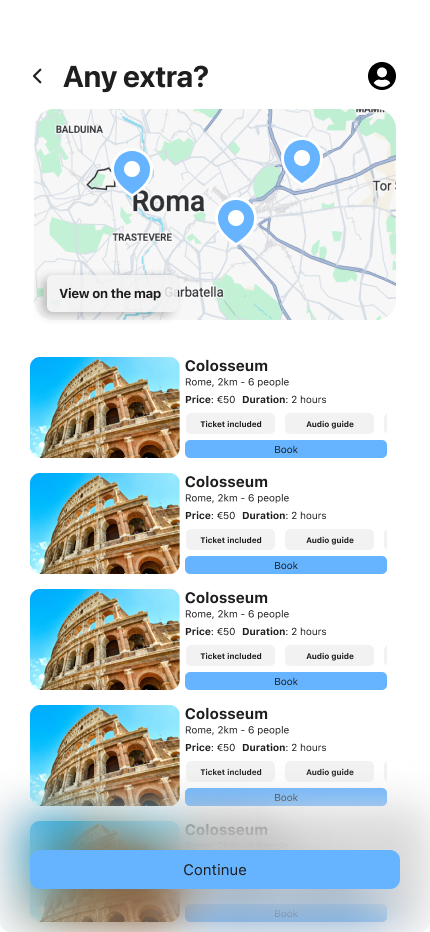 Any extra?
MAMM
BALDUINA
Roma
Tor S
TRASTEVERE
View on the map
Garbatella
Colosseum
Rome, 2km - 6 people
Price: €50 Duration: 2 hours
Ticket included Audio guide
Book
Colosseum
Rome, 2km - 6 people
Price: €50 Duration: 2 hours
Ticket included Audio guide
Book
Colosseum
Rome, 2km - 6 people
Price: €50 Duration: 2 hours
Ticket included Audio guide
Book
Colosseum
Rome, 2km - 6 people
Price: €50 Duration: 2 hours
Ticket included Audio guide
Book
Colosseum
Continue
Book